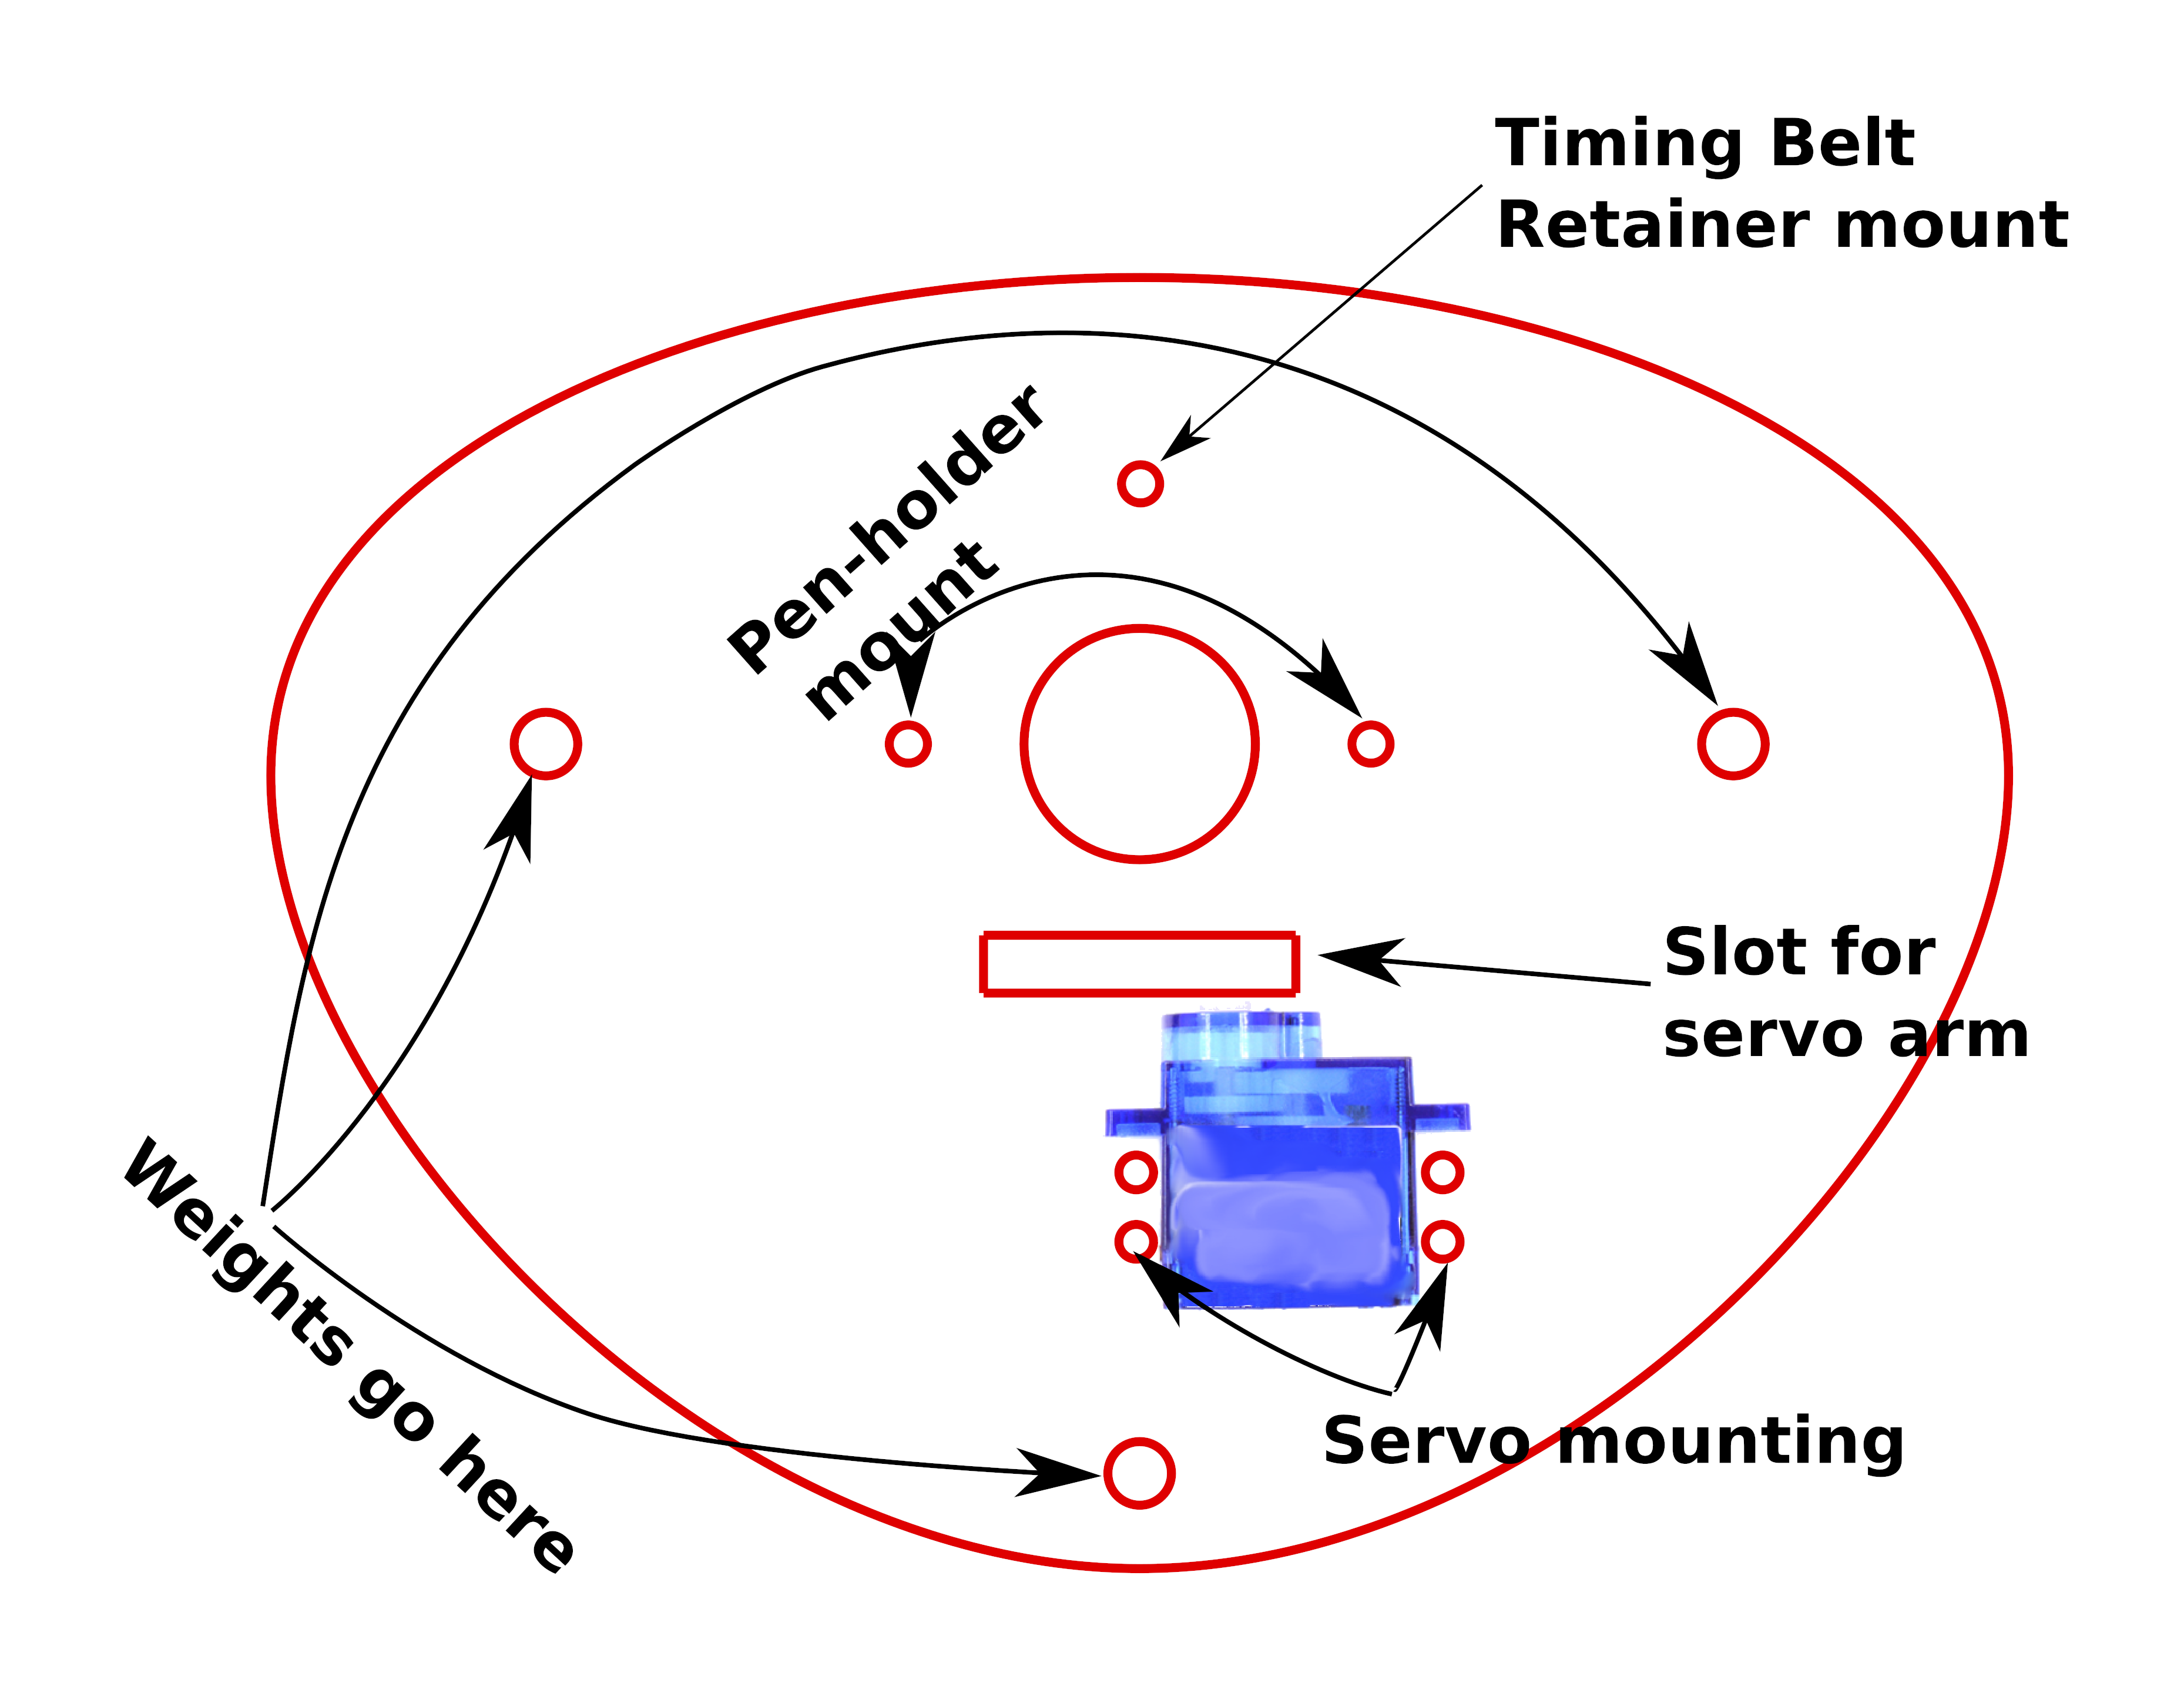 Timing Belt
Retainer mount
Pen-holder
mount
Slot for
servo arm
Weights go here
Servo mounting